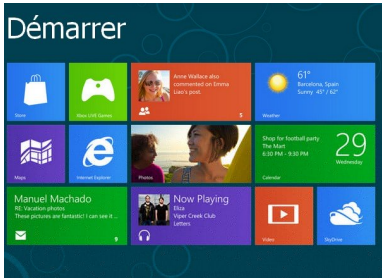 Démarrer
Store
Xbox LIVE Games
Anne Wallace also
commented on Emma
Liao's post.
5
61°
Barcelona, Spain
Sunny 45° / 62°
Weather
Maps
Internet Explorer
Photos
Shop for football party
The Mart
6:30 PM - 9:30 PM
29
Wednesday
Calendar
Manuel Machado
RE: Vacation photos
These pictures are fantastic! I can see it ...
9
Now Playing
Eliza
Viper Creek Club
Letters
Video
SkyDrive